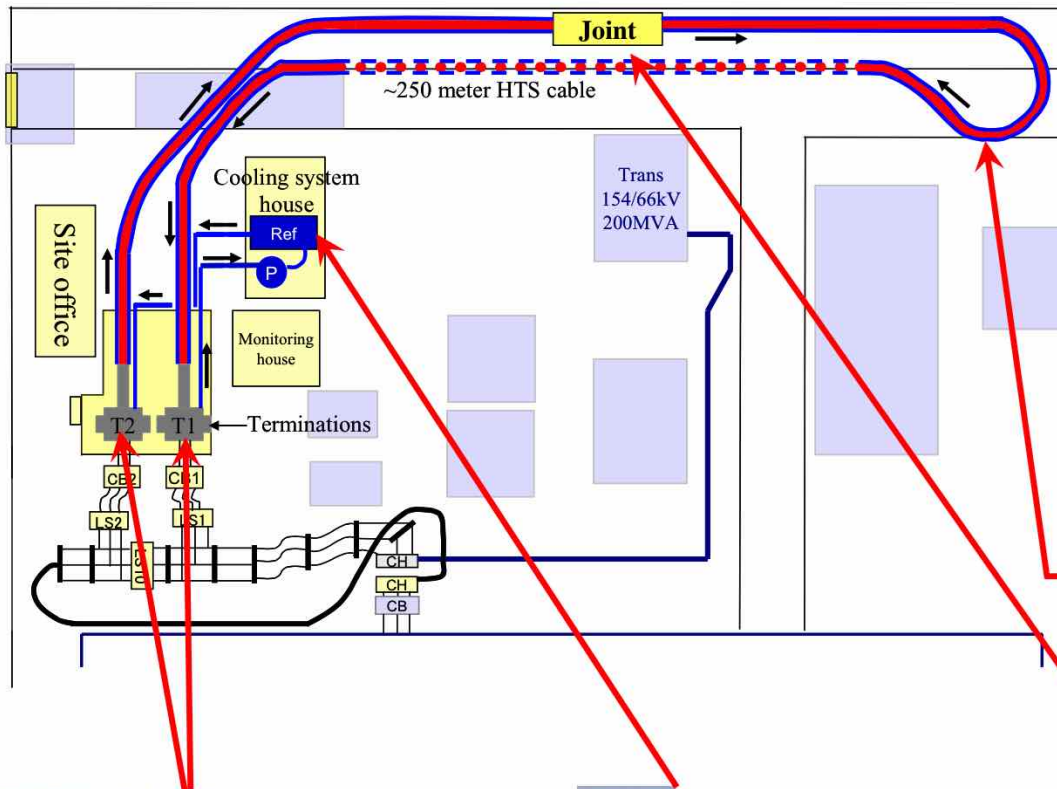 Joint
~250 meter HTS cable
Trans
154/66kV
200MVA
Cooling system
house
Ref
P
Site office
Monitoring
house
T2
T1
Terminations
CB2
CB1
LS2
LS1
LS10
CH
CH
CB